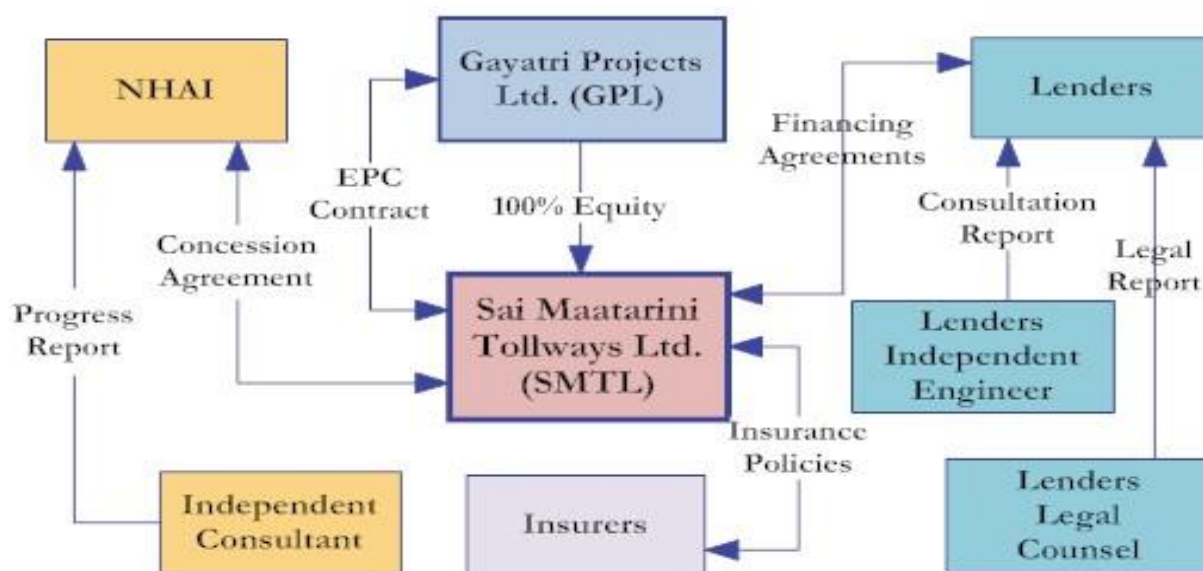 NHAI
Gayatri Projects
Ltd. (GPL)
Lenders
Financing
Agreements
EPC
Contract
100% Equity
Consultation
Report
Legal
Report
Concession
Agreement
Progress
Report
Sai Maatarini
Tollways Ltd.
(SMTL)
Lenders
Independent
Engineer
Insurance
Policies
Independent
Consultant
Insurers
Lenders
Legal
Counsel